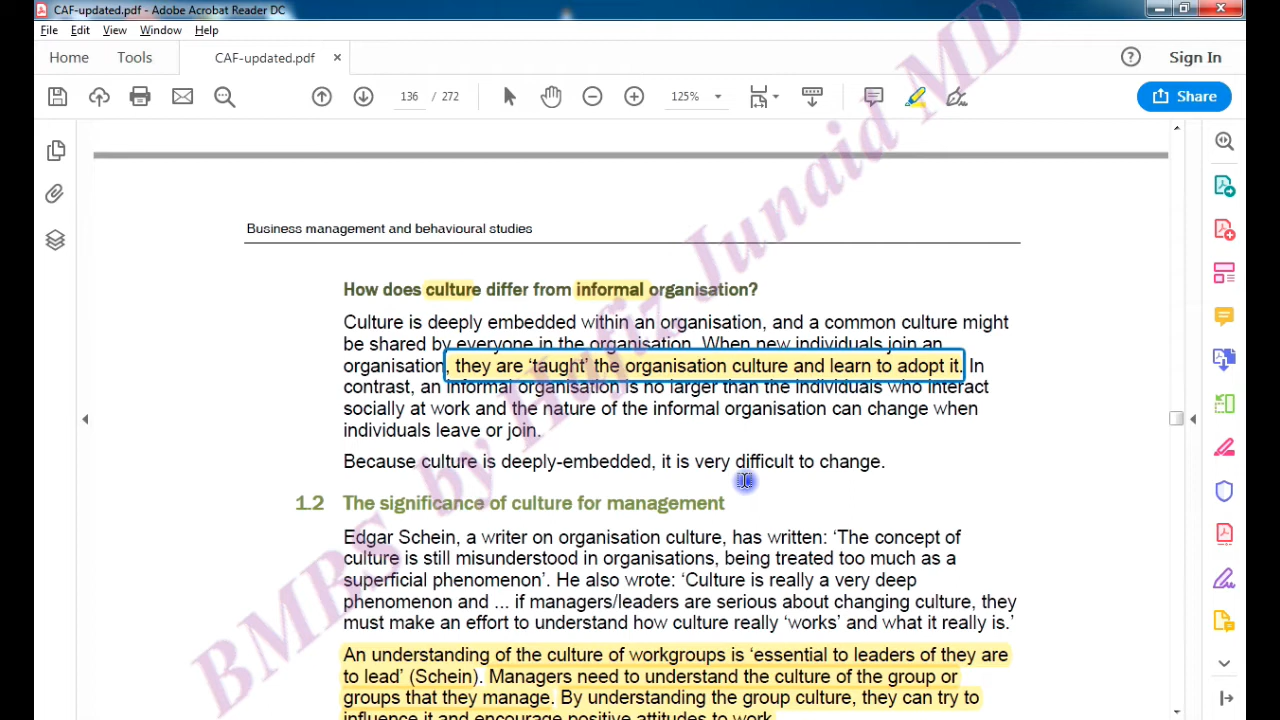 CAF-updated.pdf - Adobe Acrobat Reader DC
File Edit View Window Help
Home Tools CAF-updated.pdf × Sign In
136 / 272 125% Share
Business management and behavioural studies
How does culture differ from informal organisation?
Culture is deeply embedded within an organisation, and a common culture might
be shared by everyone in the organisation. When new individuals join an
organisation, they are ‘taught’ the organisation culture and learn to adopt it. In
contrast, an informal organisation is no larger than the individuals who interact
socially at work and the nature of the informal organisation can change when
individuals leave or join.
Because culture is deeply-embedded, it is very difficult to change.
1.2 The significance of culture for management
Edgar Schein, a writer on organisation culture, has written: ‘The concept of
culture is still misunderstood in organisations, being treated too much as a
superficial phenomenon’. He also wrote: ‘Culture is really a very deep
phenomenon and ... if managers/leaders are serious about changing culture, they
must make an effort to understand how culture really ‘works’ and what it really is.’
An understanding of the culture of workgroups is ‘essential to leaders of they are
to lead’ (Schein). Managers need to understand the culture of the group or
groups that they manage. By understanding the group culture, they can try to
influence it and encourage positive attitudes to work.
BMBS by Hafiz Junaid MD